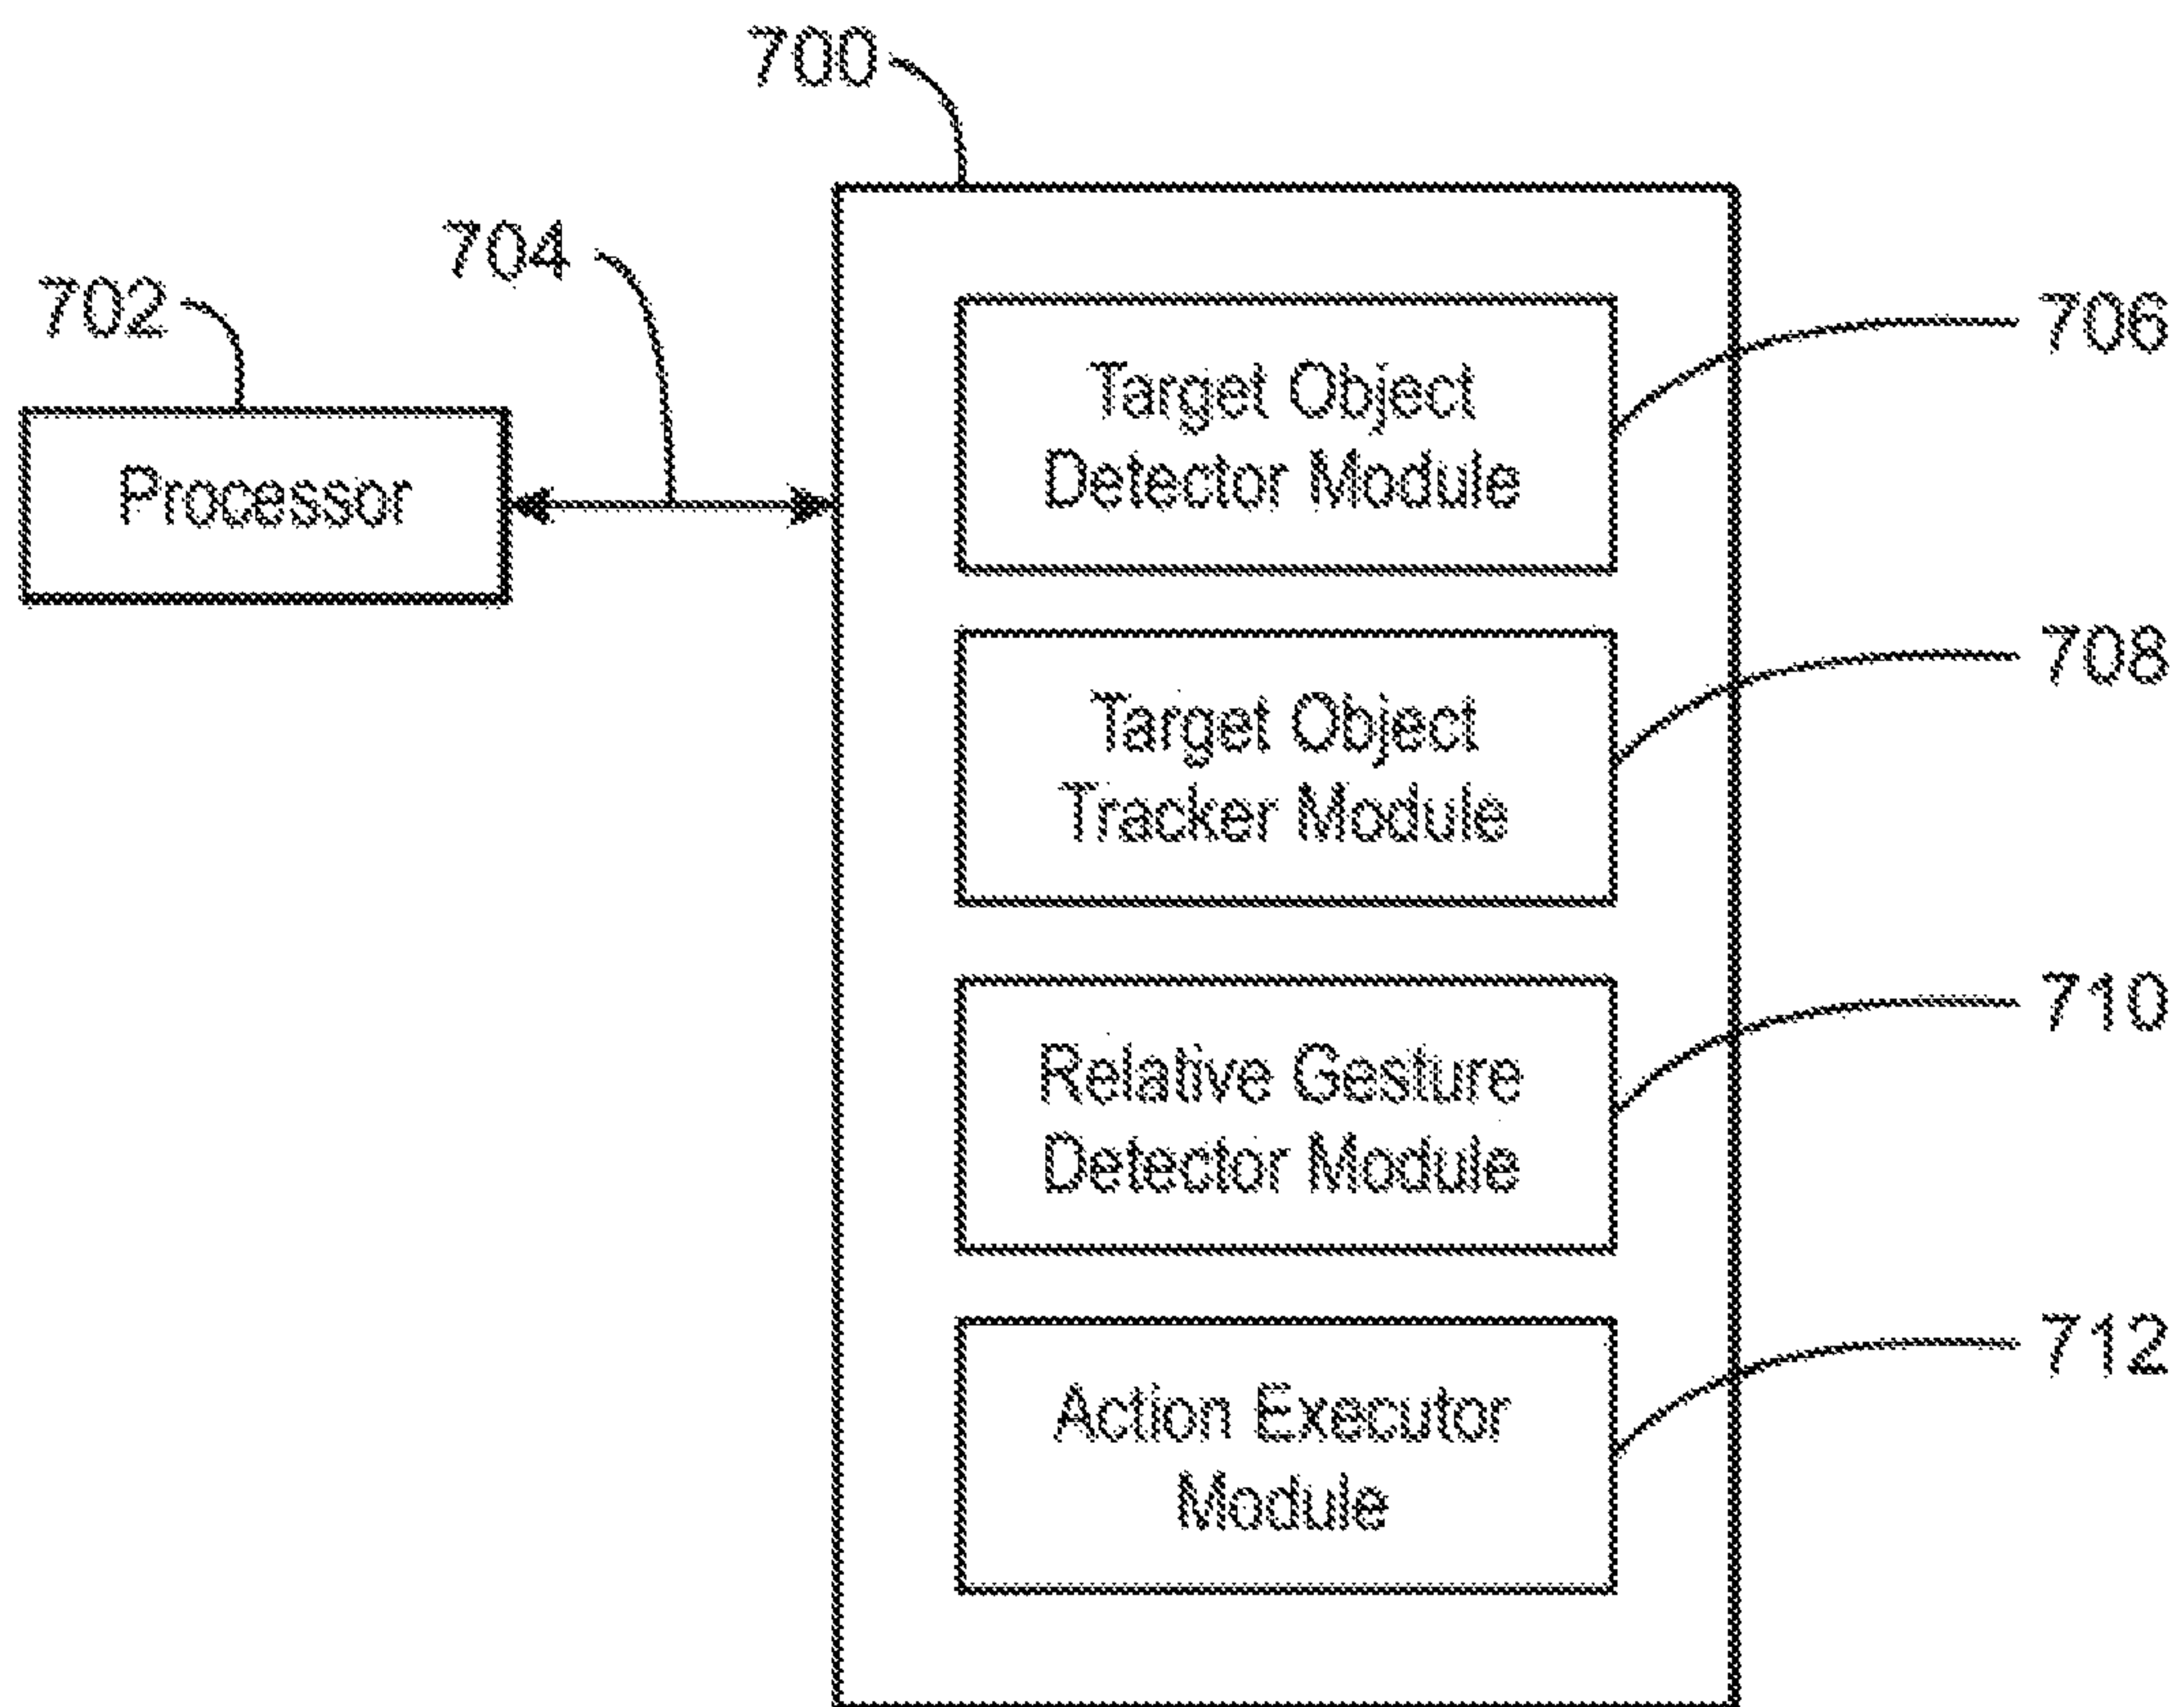 700
704
702
706
Target Object
Detector Module
Processor
708
Target Object
Tracker Module
710
Relative Gesture
Detector Module
712
Action Executor
Module